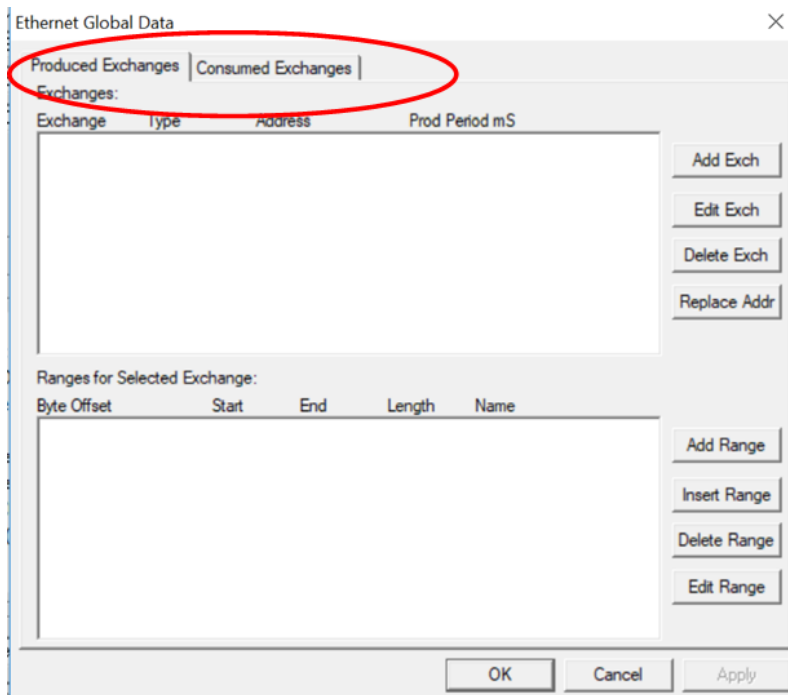 Ethernet Global Data
Produced Exchanges Consumed Exchanges
Exchanges:
Exchange Type Address Prod Period mS
Add Exch
Edit Exch
Delete Exch
Replace Addr
Ranges for Selected Exchange:
Byte Offset Start End Length Name
Add Range
Insert Range
Delete Range
Edit Range
OK Cancel Apply